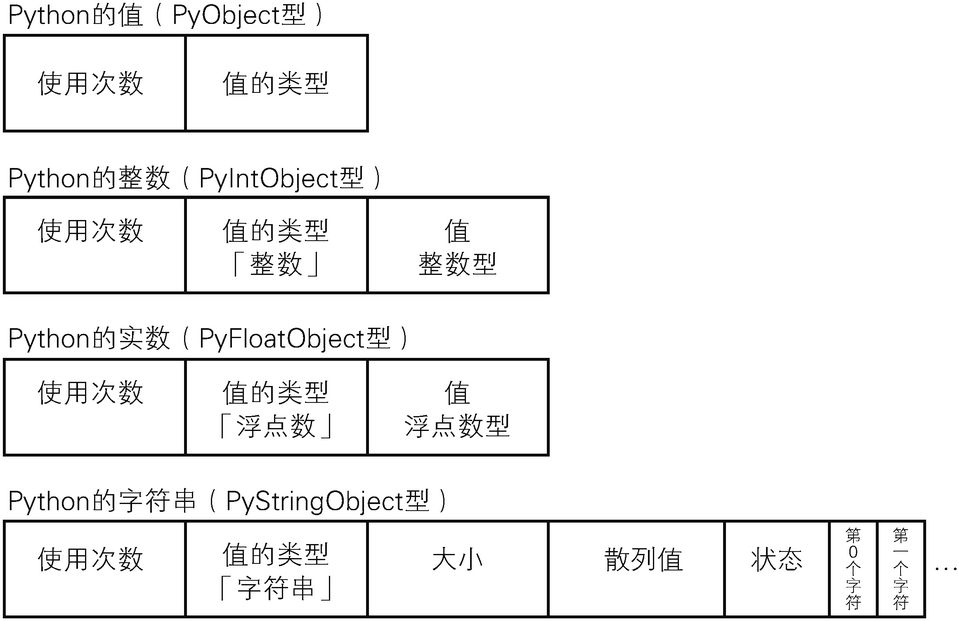 Python的值（PyObject型）
使用次数
值的类型
Python的整数（PyIntObject型）
使用次数
值的类型
「整数」
值
整数型
Python的实数（PyFloatObject型）
使用次数
值的类型
「浮点数」
值
浮点数型
Python的字符串（PyStringObject型）
使用次数
值的类型
「字符串」
大小
散列值
状态
第0个字符
第一个字符
…